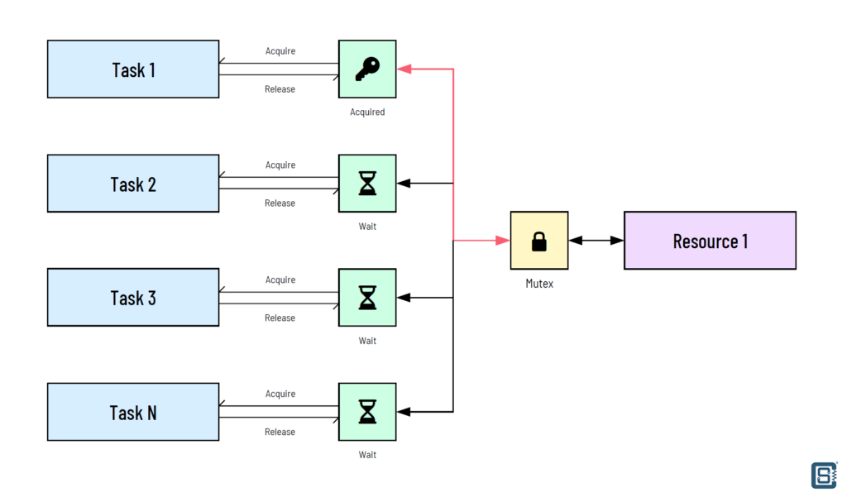 Task 1
Acquire
Release
Acquired
Task 2
Acquire
Release
Wait
Task 3
Acquire
Release
Wait
Task N
Acquire
Release
Wait
Mutex
Resource 1